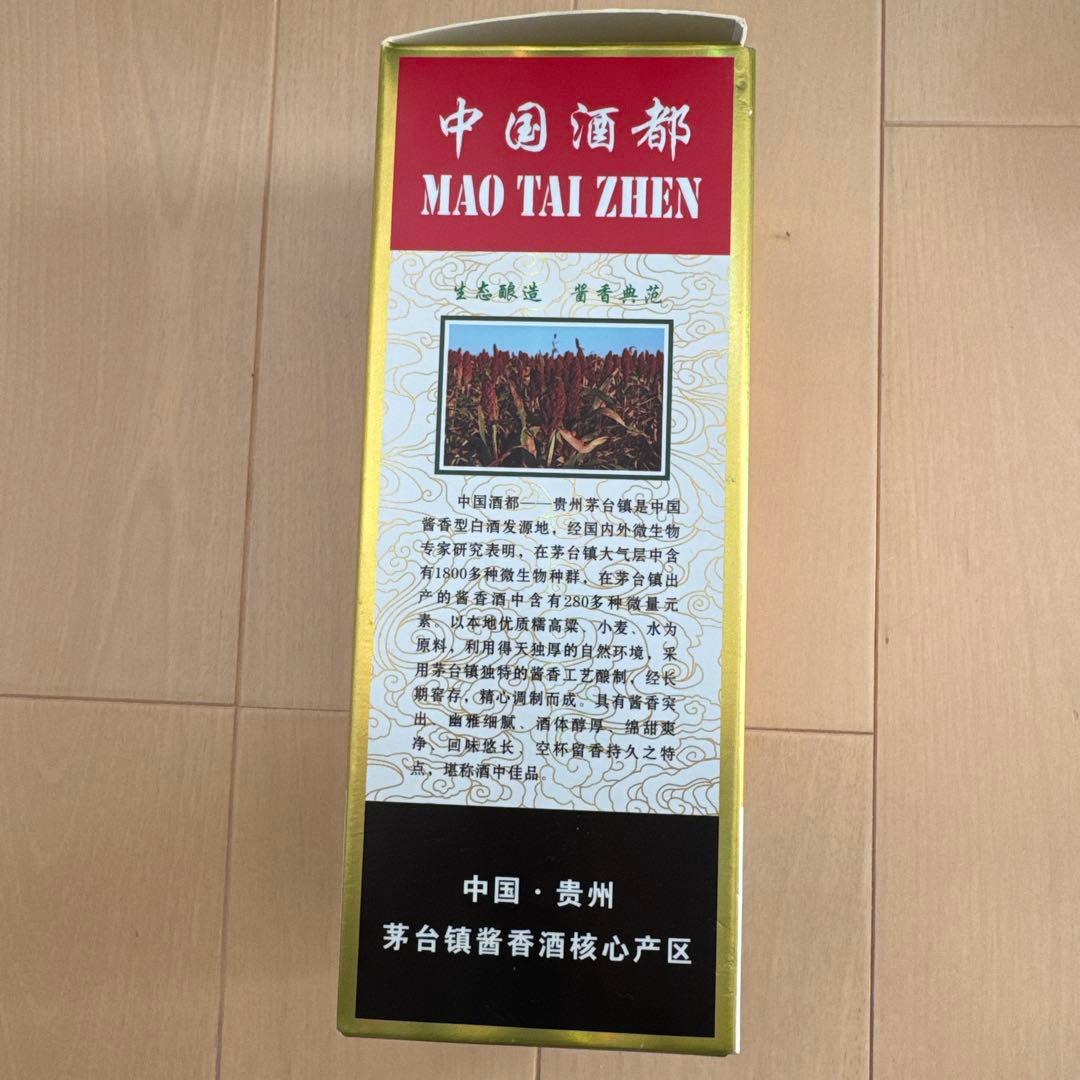 中国酒都
MAO TAI ZHEN
生态酿造 酱香典范
中国酒都——贵州茅台镇是中国
酱香型白酒发源地，经国内外微生物
专家研究表明，在茅台镇大气层中含
有1800多种微生物种群，在茅台镇出
产的酱香酒中含有280多种微量元
素。以本地优质糯高粱、小麦、水为
原料，利用得天独厚的自然环境，采
用茅台镇独特的酱香工艺酿制，经长
期窖存，精心调制而成。具有酱香突
出、幽雅细腻、酒体醇厚、绵甜爽
净、回味悠长、空杯留香持久之特
点，堪称酒中佳品。
中国·贵州
茅台镇酱香酒核心产区